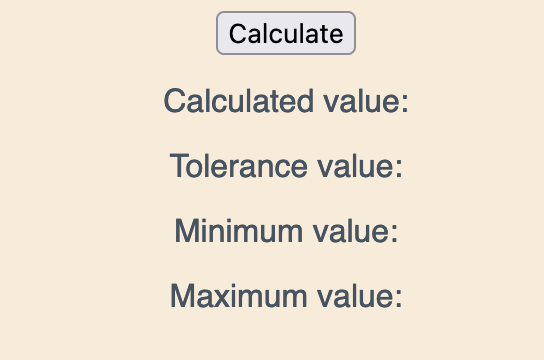 Calculate
Calculated value:
Tolerance value:
Minimum value:
Maximum value: